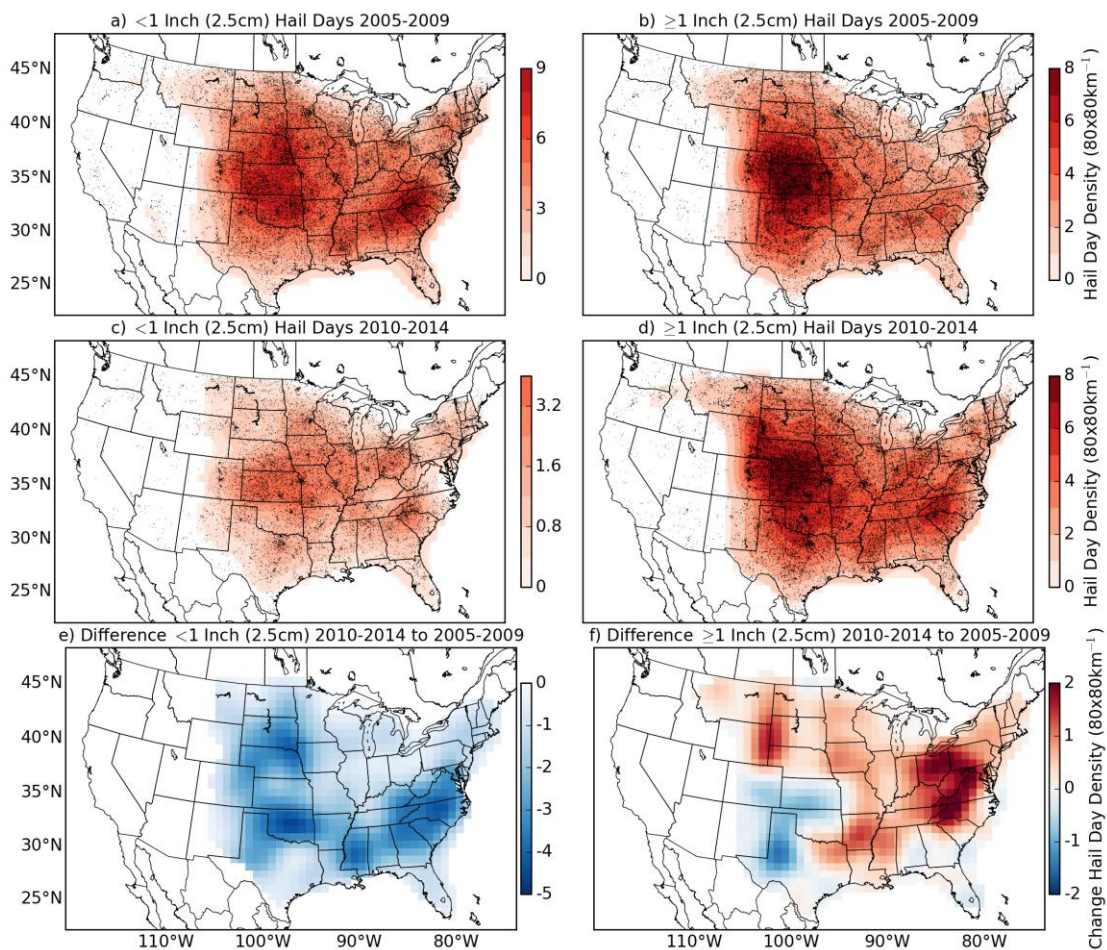 a) <1 Inch (2.5cm) Hail Days 2005-2009
b) ≥1 Inch (2.5cm) Hail Days 2005-2009
45°N
40°N
35°N
30°N
25°N
9
6
3
0
8
6
4
2
0
Hail Day Density (80x80km⁻¹)
c) <1 Inch (2.5cm) Hail Days 2010-2014
d) ≥1 Inch (2.5cm) Hail Days 2010-2014
45°N
40°N
35°N
30°N
25°N
3.2
1.6
0.8
0
8
6
4
2
0
Hail Day Density (80x80km⁻¹)
e) Difference <1 Inch (2.5cm) 2010-2014 to 2005-2009
f) Difference ≥1 Inch (2.5cm) 2010-2014 to 2005-2009
45°N
40°N
35°N
30°N
25°N
0
-1
-2
-3
-4
-5
2
1
0
-1
-2
Change Hail Day Density (80x80km⁻¹)
110°W 100°W 90°W 80°W
110°W 100°W 90°W 80°W